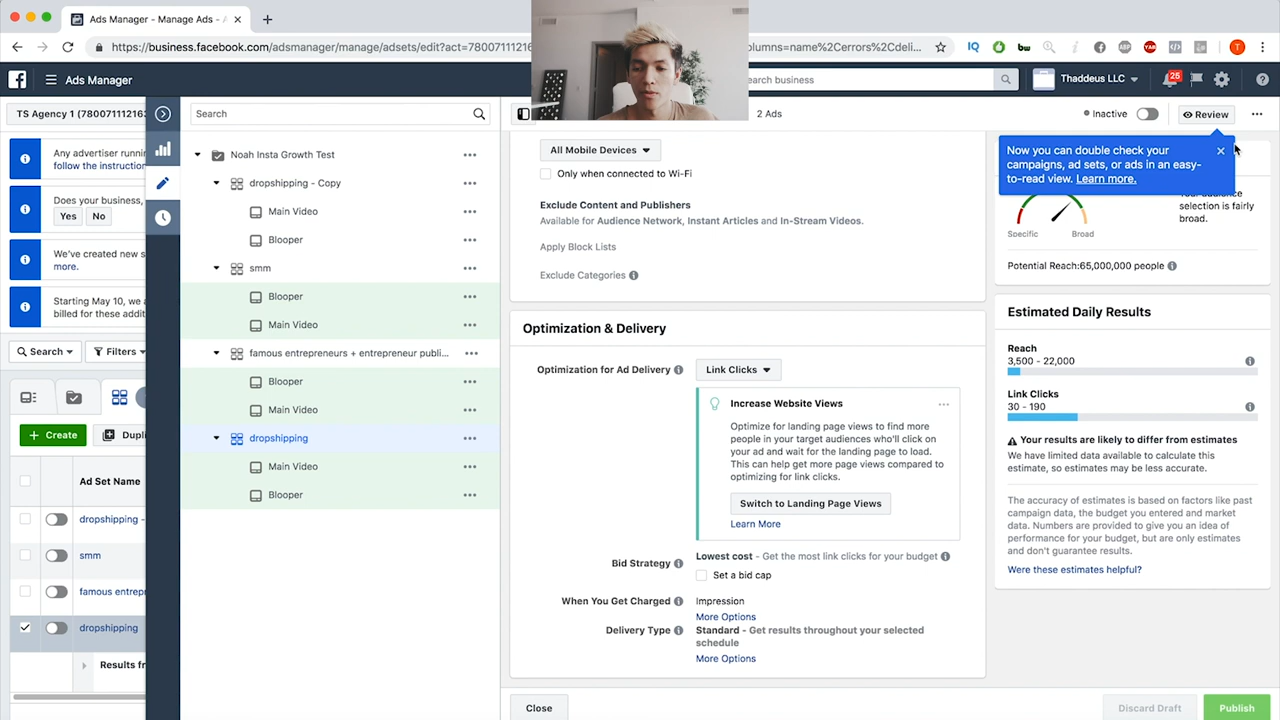 Ads Manager - Manage Ads -
https://business.facebook.com/adsmanager/manage/adsets/edit?act=7800711121
olumns=name%2Cerrors%2Cdeli...
Ads Manager
earch business
Thaddeus LLC
25
TS Agency 1
Search
2 Ads
Inactive
Review
Any advertiser runnin
follow the instruction
Does your business,
Yes
No
We've created new s
more.
Starting May 10, we a
billed for these addit
Search
Filters
Create
Dupli
Ad Set Name
dropshipping -
smm
famous entrep
dropshipping
Results fr
Noah Insta Growth Test
dropshipping - Copy
Main Video
Blooper
smm
Blooper
Main Video
famous entrepreneurs + entrepreneur publi...
Blooper
Main Video
dropshipping
Main Video
Blooper
All Mobile Devices
Only when connected to Wi-Fi
Exclude Content and Publishers
Available for Audience Network, Instant Articles and In-Stream Videos.
Apply Block Lists
Exclude Categories
Optimization & Delivery
Optimization for Ad Delivery
Link Clicks
Increase Website Views
Optimize for landing page views to find more
people in your target audiences who'll click on
your ad and wait for the landing page to load.
This can help get more page views compared to
optimizing for link clicks.
Switch to Landing Page Views
Learn More
Bid Strategy
Lowest cost - Get the most link clicks for your budget
Set a bid cap
When You Get Charged
Impression
More Options
Delivery Type
Standard - Get results throughout your selected
schedule
More Options
Close
Now you can double check your
campaigns, ad sets, or ads in an easy-
to-read view. Learn more.
selection is fairly
broad.
Specific
Broad
Potential Reach:65,000,000 people
Estimated Daily Results
Reach
3,500 - 22,000
Link Clicks
30 - 190
Your results are likely to differ from estimates
We have limited data available to calculate this
estimate, so estimates may be less accurate.
The accuracy of estimates is based on factors like past
campaign data, the budget you entered and market
data. Numbers are provided to give you an idea of
performance for your budget, but are only estimates
and don't guarantee results.
Were these estimates helpful?
Discard Draft
Publish